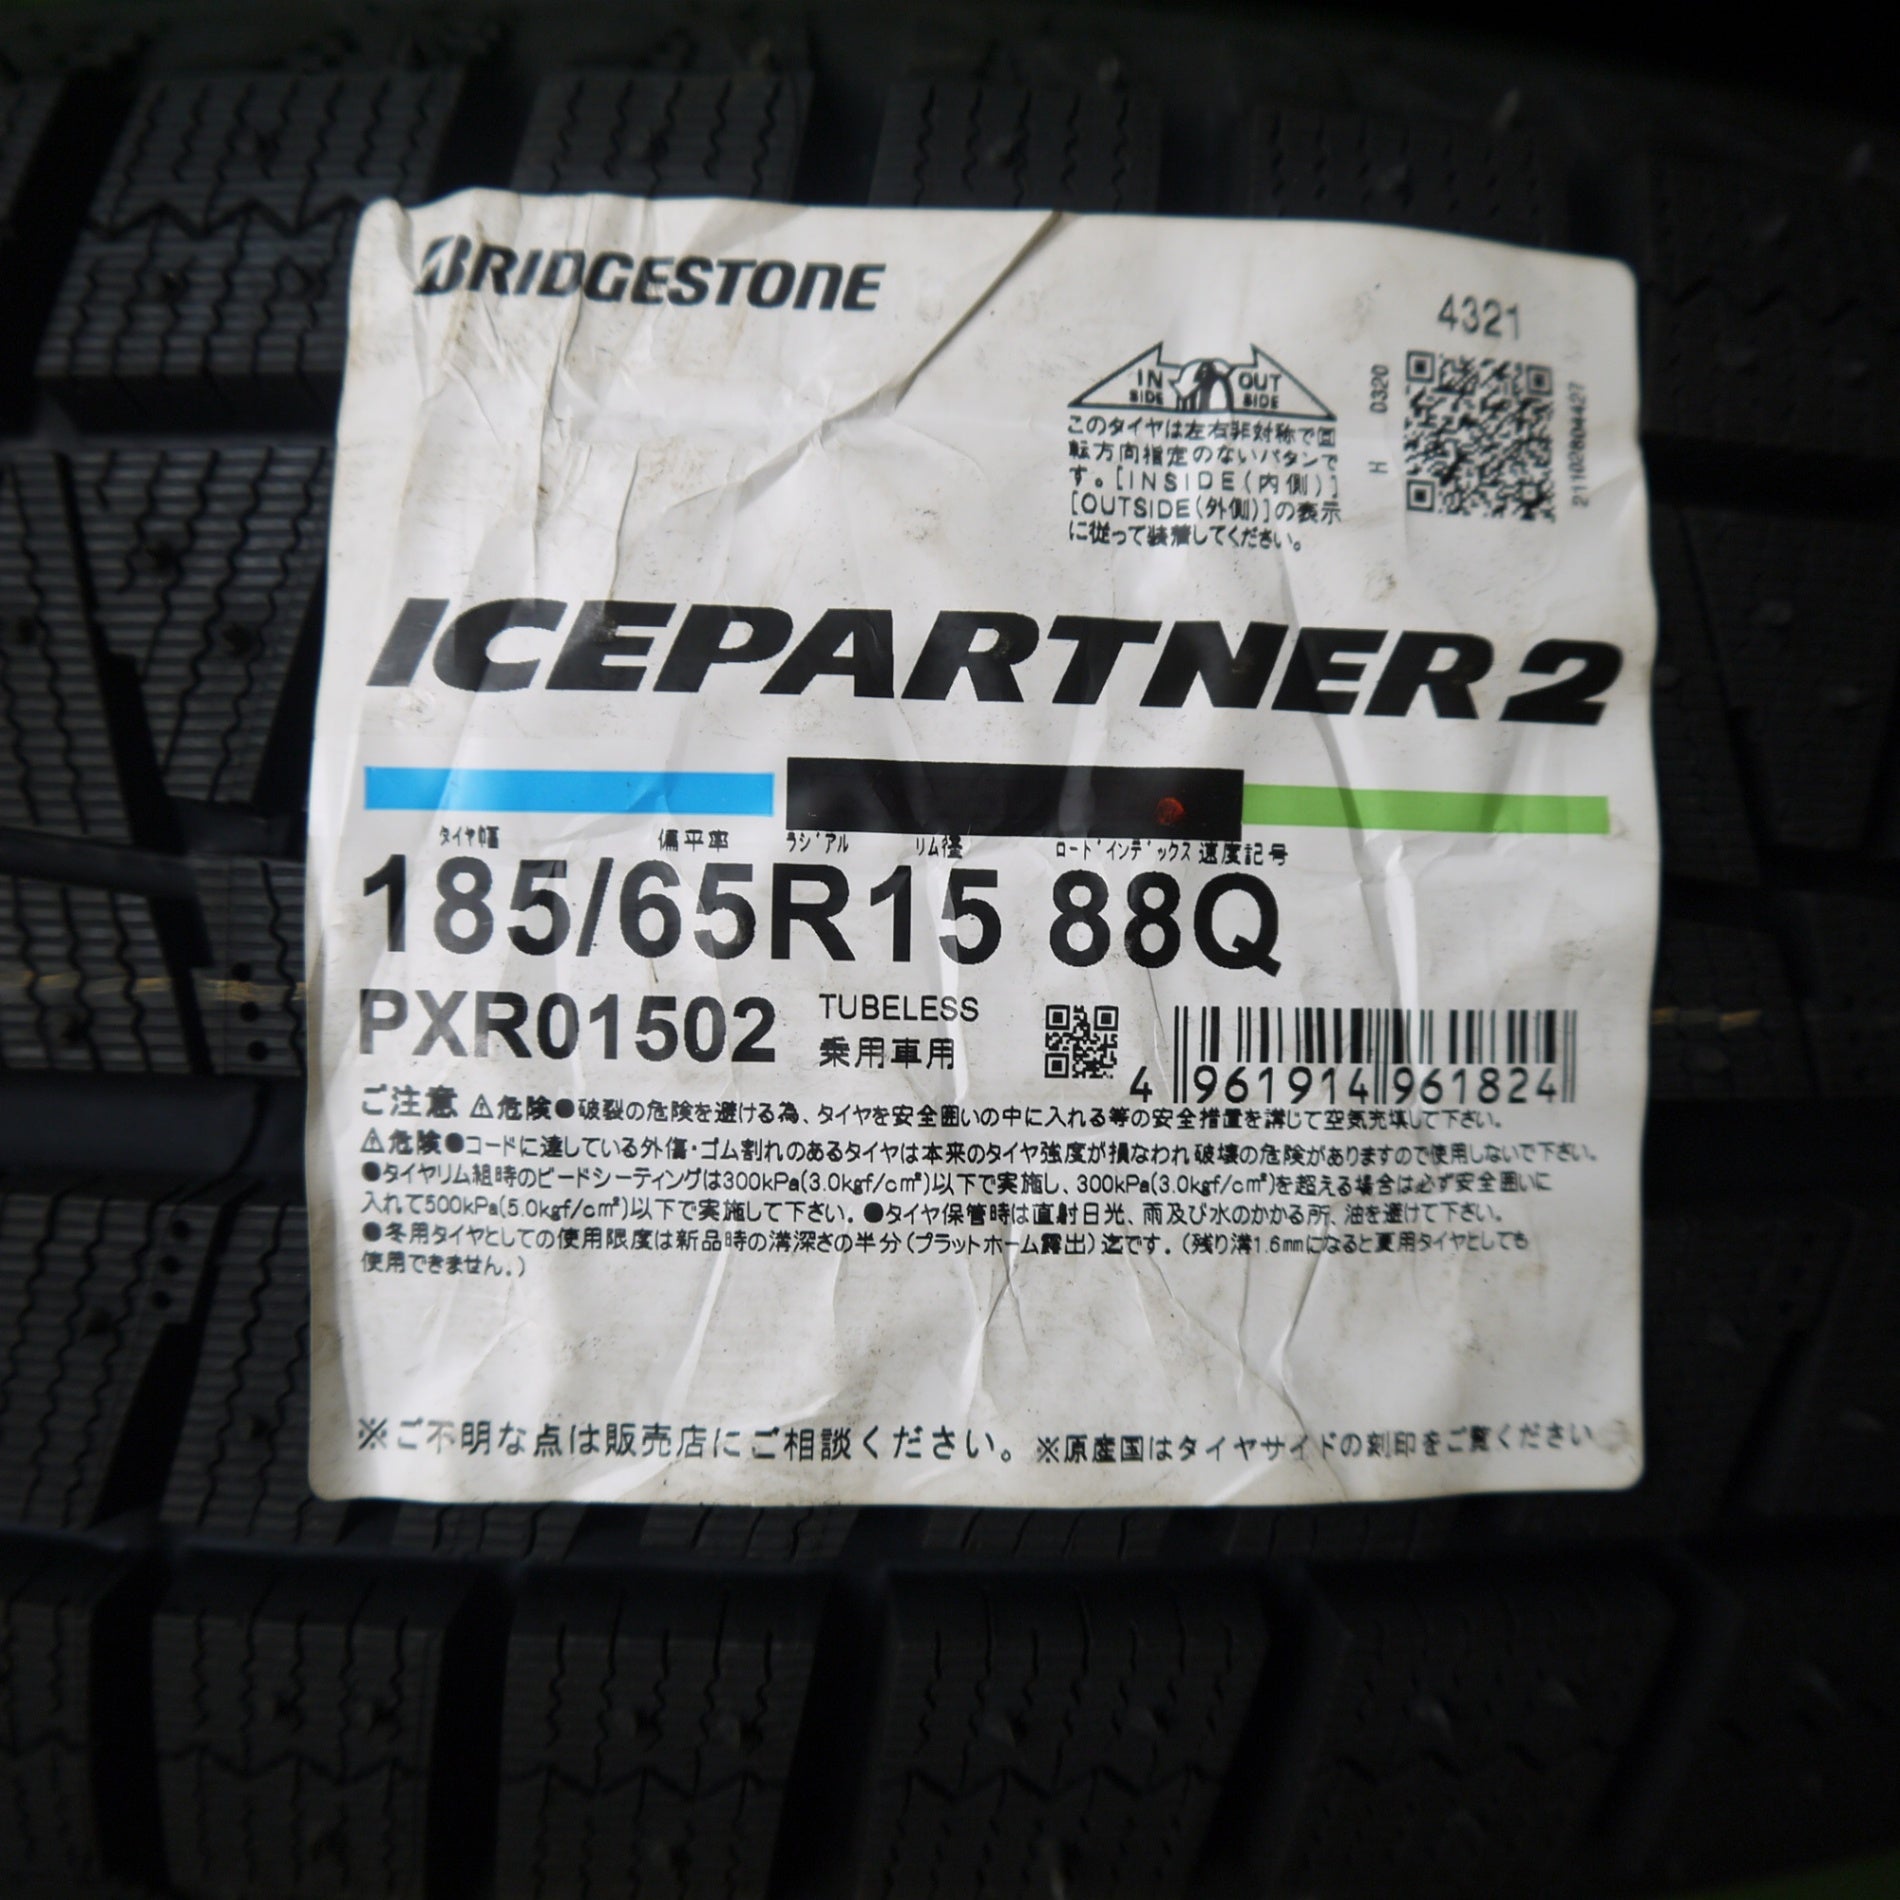 BRIDGESTONE
4321
H 0320
21102804427
IN SIDE OUT SIDE
このタイヤは左右非対称で回
転方向指定のないパタンで
す。[INSIDE(内側)]
[OUTSIDE(外側)]の表示
に従って装着してください。
ICEPARTNER2
タイヤ幅 偏平率 ラジアル リム径 ロードインデックス 速度記号
185/65R15 88Q
PXR01502 TUBELESS
乗用車用
4 961914 961824
ご注意 ⚠危険●破裂の危険を避ける為、タイヤを安全囲いの中に入れる等の安全措置を講じて空気充填して下さい。
⚠危険●コードに達している外傷・ゴム割れのあるタイヤは本来のタイヤ強度が損なわれ破壊の危険がありますので使用しないで下さい。
●タイヤリム組時のビードシーティングは300kPa(3.0kgf/c㎡)以下で実施し、300kPa(3.0kgf/c㎡)を超える場合は必ず安全囲いに
入れて500kPa(5.0kgf/c㎡)以下で実施して下さい。●タイヤ保管時は直射日光、雨及び水のかかる所、油を避けて下さい。
●冬用タイヤとしての使用限度は新品時の溝深さの半分(プラットホーム露出)迄です。(残り溝1.6mmになると夏用タイヤとしても
使用できません。)
※ご不明な点は販売店にご相談ください。※原産国はタイヤサイドの刻印をご覧ください